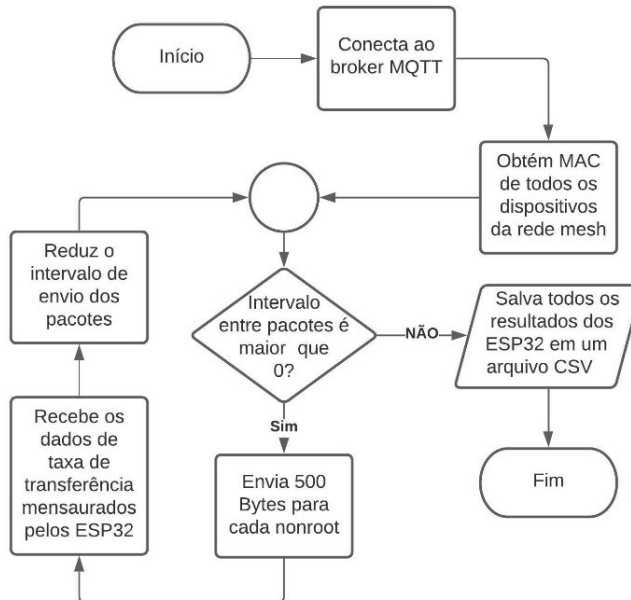 Início
Conecta ao
broker MQTT
Obtém MAC
de todos os
dispositivos
da rede mesh
Reduz o
intervalo de
envio dos
pacotes
Intervalo
entre pacotes é
maior que
0?
NÃO
Salva todos os
resultados dos
ESP32 em um
arquivo CSV
Sim
Recebe os
dados de
taxa de
transferência
mensaurados
pelos ESP32
Envia 500
Bytes para
cada nonroot
Fim